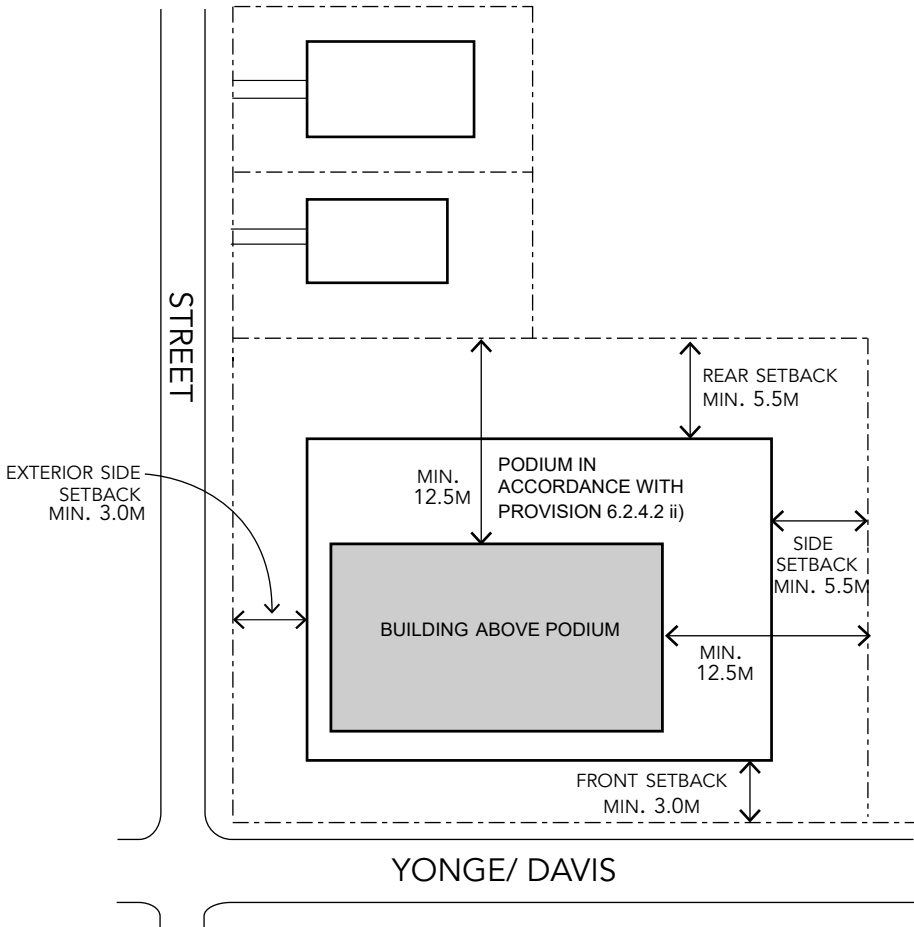 STREET
REAR SETBACK
MIN. 5.5M
EXTERIOR SIDE
SETBACK
MIN. 3.0M
MIN.
12.5M
PODIUM IN
ACCORDANCE WITH
PROVISION 6.2.4.2 ii)
SIDE
SETBACK
MIN. 5.5M
BUILDING ABOVE PODIUM
MIN.
12.5M
FRONT SETBACK
MIN. 3.0M
YONGE/ DAVIS